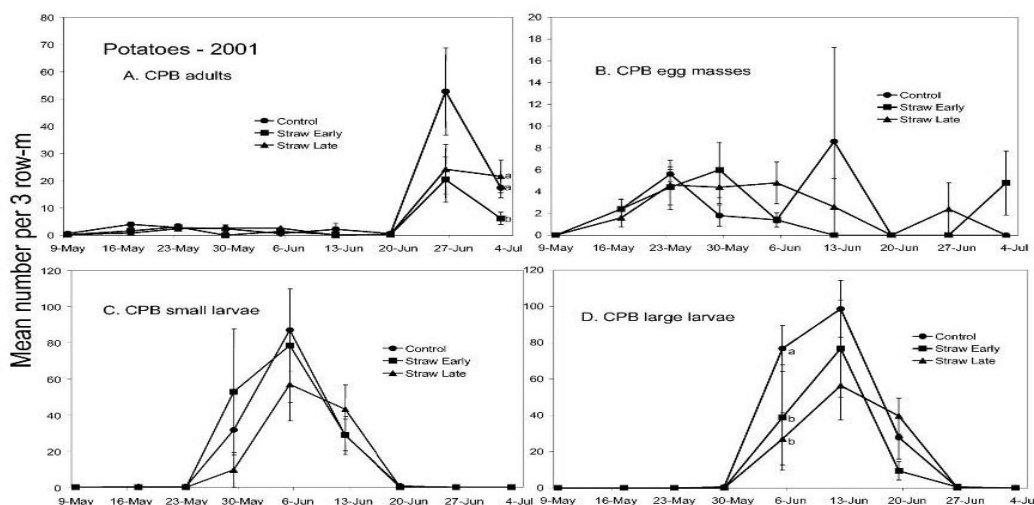 Mean number per 3 row-m
Potatoes - 2001
A. CPB adults
80
70
60
50
40
30
20
10
0
Control
Straw Early
Straw Late
a
a
b
9-May 16-May 23-May 30-May 6-Jun 13-Jun 20-Jun 27-Jun 4-Jul
B. CPB egg masses
20
18
16
14
12
10
8
6
4
2
0
Control
Straw Early
Straw Late
9-May 16-May 23-May 30-May 6-Jun 13-Jun 20-Jun 27-Jun 4-Jul
C. CPB small larvae
120
100
80
60
40
20
0
Control
Straw Early
Straw Late
9-May 16-May 23-May 30-May 6-Jun 13-Jun 20-Jun 27-Jun 4-Jul
D. CPB large larvae
120
100
80
60
40
20
0
Control
Straw Early
Straw Late
a
b
b
9-May 16-May 23-May 30-May 6-Jun 13-Jun 20-Jun 27-Jun 4-Jul